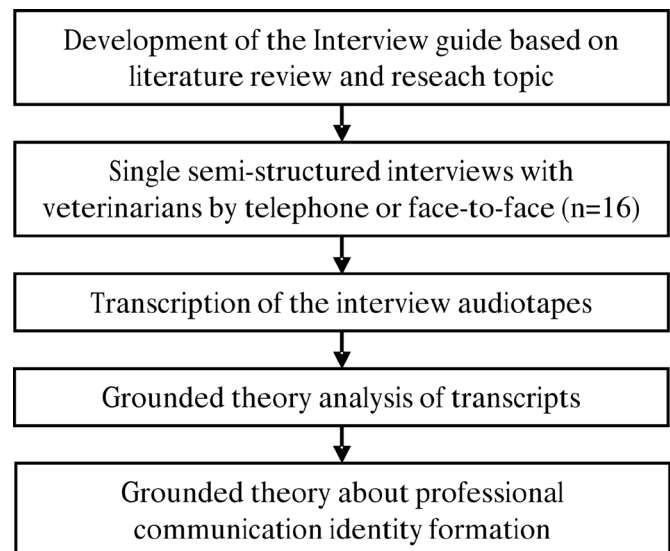 Development of the Interview guide based on
literature review and reseach topic
Single semi-structured interviews with
veterinarians by telephone or face-to-face (n=16)
Transcription of the interview audiotapes
Grounded theory analysis of transcripts
Grounded theory about professional
communication identity formation